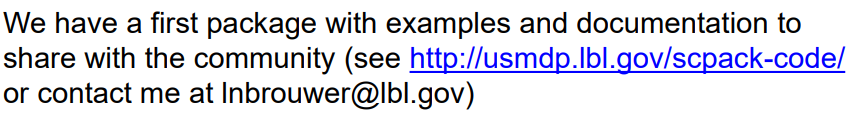 We have a first package with examples and documentation to
share with the community (see http://usmdp.lbl.gov/scpack-code/
or contact me at lnbrouwer@lbl.gov)